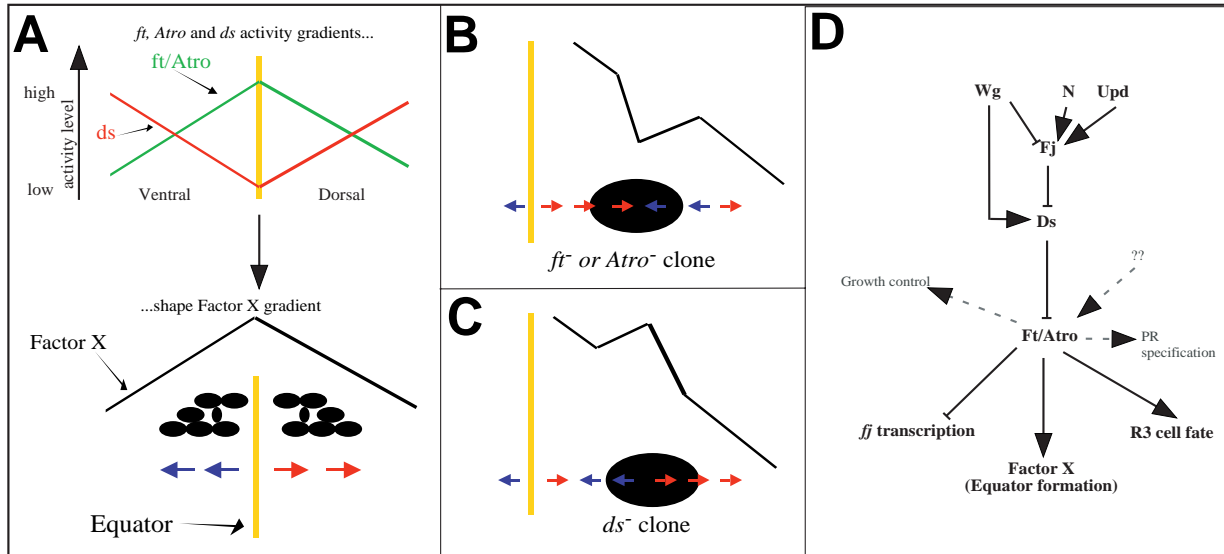 A
ft, Atro and ds activity gradients...
ft/Atro
high
activity level
ds
low
Ventral
Dorsal
...shape Factor X gradient
Factor X
Equator
B
ft- or Atro- clone
C
ds- clone
D
Wg
N
Upd
Fj
Ds
??
Growth control
Ft/Atro
PR
specification
fj transcription
R3 cell fate
Factor X
(Equator formation)